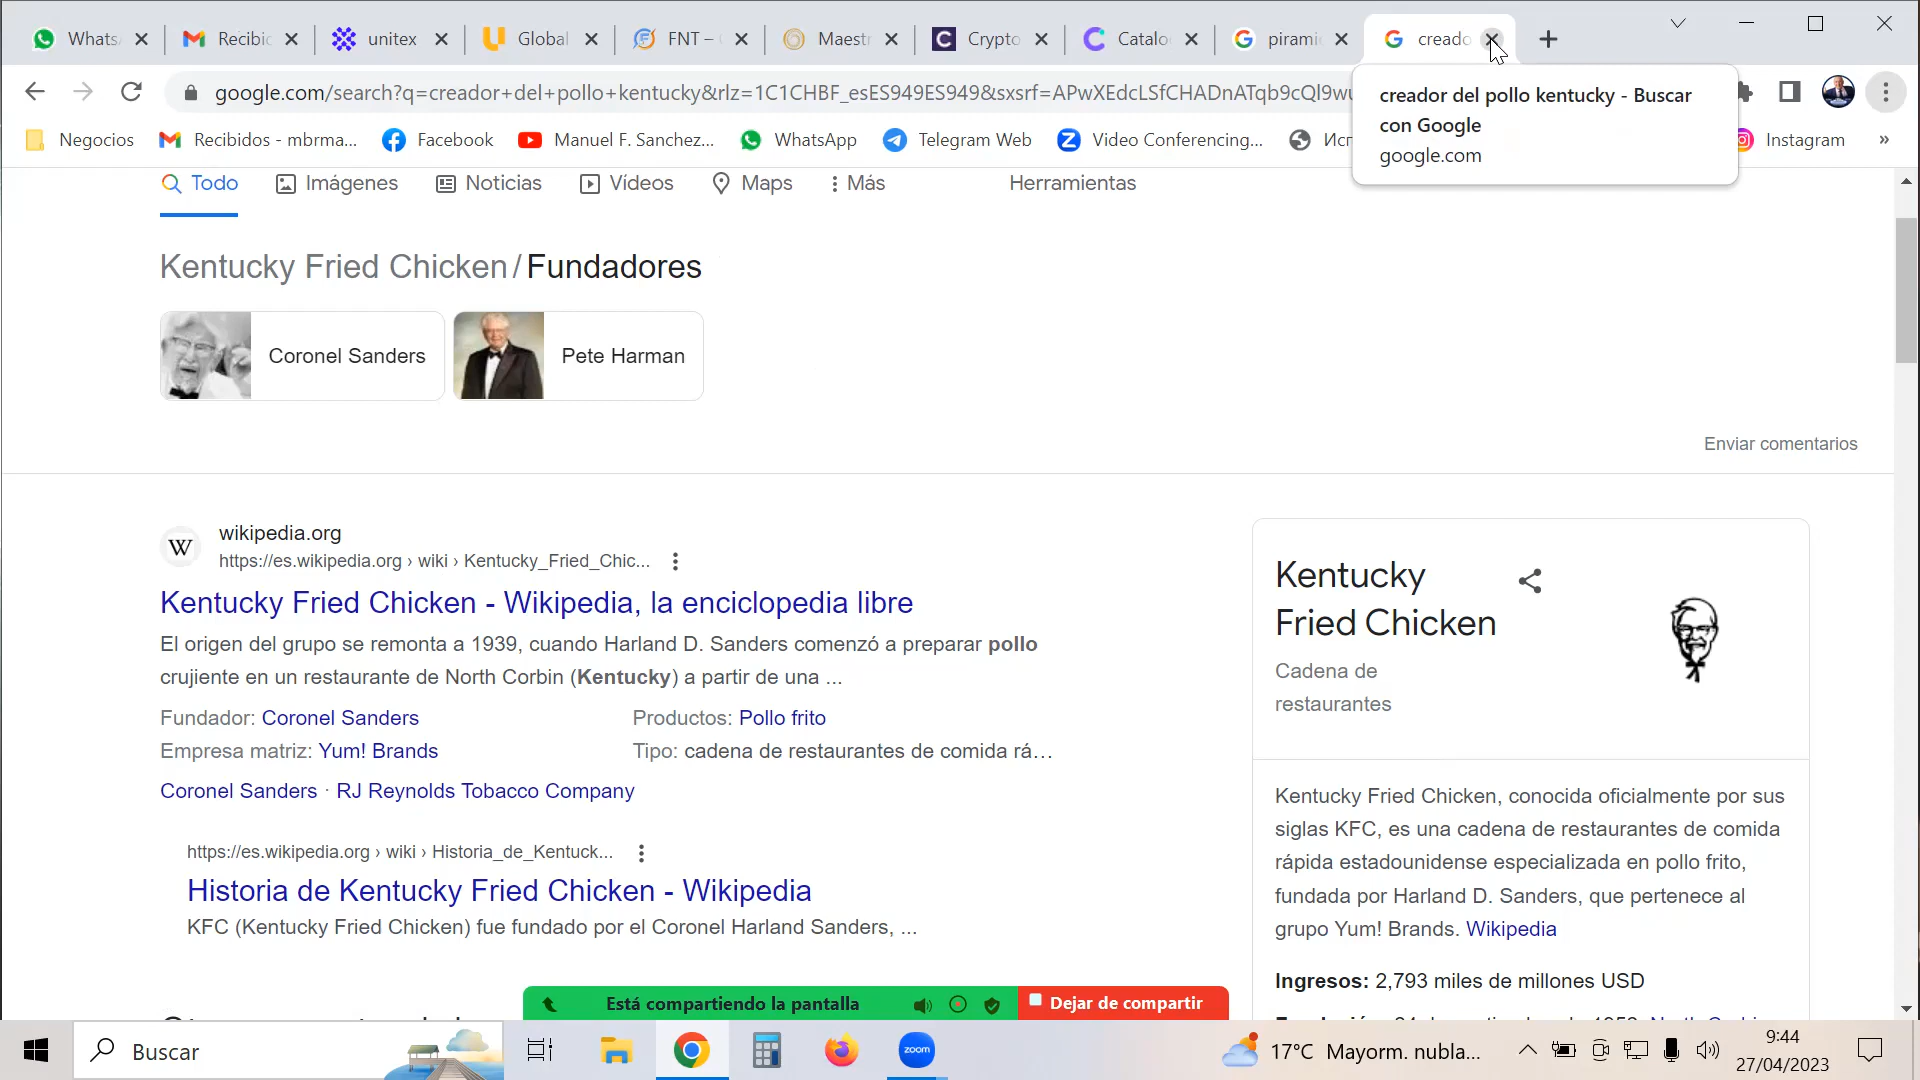 Whats
Recibid
unitex
Global
FNT –
Maestr
Crypto
Catalo
pirami
creado
google.com/search?q=creador+del+pollo+kentucky&rlz=1C1CHBF_esES949ES949&sxsrf=APwXEdcLSfCHADnATqb9cQl9wu
creador del pollo kentucky - Buscar
con Google
google.com
Negocios
Recibidos - mbrma...
Facebook
Manuel F. Sanchez...
WhatsApp
Telegram Web
Video Conferencing...
Исп
Instagram
»
Todo
Imágenes
Noticias
Vídeos
Maps
Más
Herramientas
Kentucky Fried Chicken / Fundadores
Coronel Sanders
Pete Harman
Enviar comentarios
W
wikipedia.org
https://es.wikipedia.org › wiki › Kentucky_Fried_Chic...
Kentucky Fried Chicken - Wikipedia, la enciclopedia libre
El origen del grupo se remonta a 1939, cuando Harland D. Sanders comenzó a preparar pollo
crujiente en un restaurante de North Corbin (Kentucky) a partir de una ...
Fundador: Coronel Sanders
Productos: Pollo frito
Empresa matriz: Yum! Brands
Tipo: cadena de restaurantes de comida rá...
Coronel Sanders · RJ Reynolds Tobacco Company
https://es.wikipedia.org › wiki › Historia_de_Kentuck...
Historia de Kentucky Fried Chicken - Wikipedia
KFC (Kentucky Fried Chicken) fue fundado por el Coronel Harland Sanders, ...
Kentucky
Fried Chicken
Cadena de
restaurantes
Kentucky Fried Chicken, conocida oficialmente por sus
siglas KFC, es una cadena de restaurantes de comida
rápida estadounidense especializada en pollo frito,
fundada por Harland D. Sanders, que pertenece al
grupo Yum! Brands. Wikipedia
Ingresos: 2,793 miles de millones USD
Está compartiendo la pantalla
Dejar de compartir
Buscar
zoom
17°C Mayorm. nubla...
9:44
27/04/2023